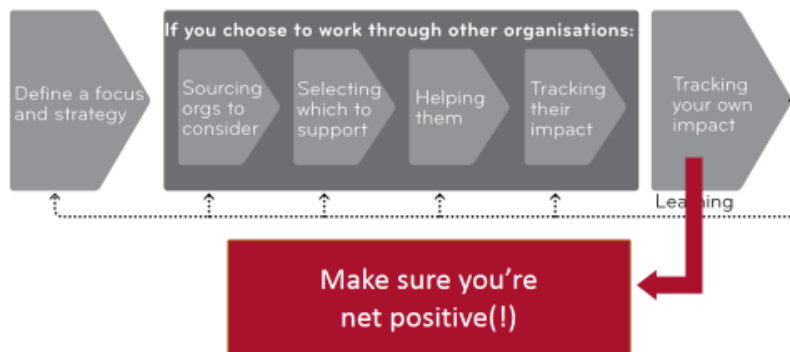 If you choose to work through other organisations:
Define a focus
and strategy
Sourcing
orgs to
consider
Selecting
which to
support
Helping
them
Tracking
their
impact
Tracking
your own
impact
Learning
Make sure you're
net positive(!)